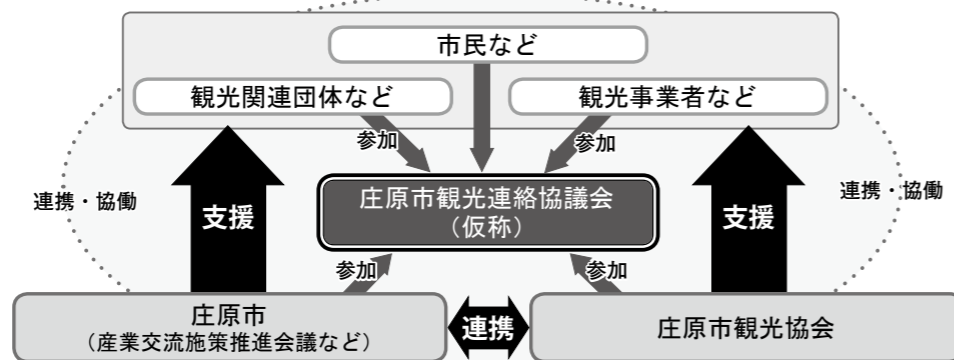 市民など
観光関連団体など
観光事業者など
参加
参加
連携・協働
支援
庄原市観光連絡協議会
（仮称）
支援
連携・協働
参加
参加
庄原市
（産業交流施策推進会議など）
連携
庄原市観光協会